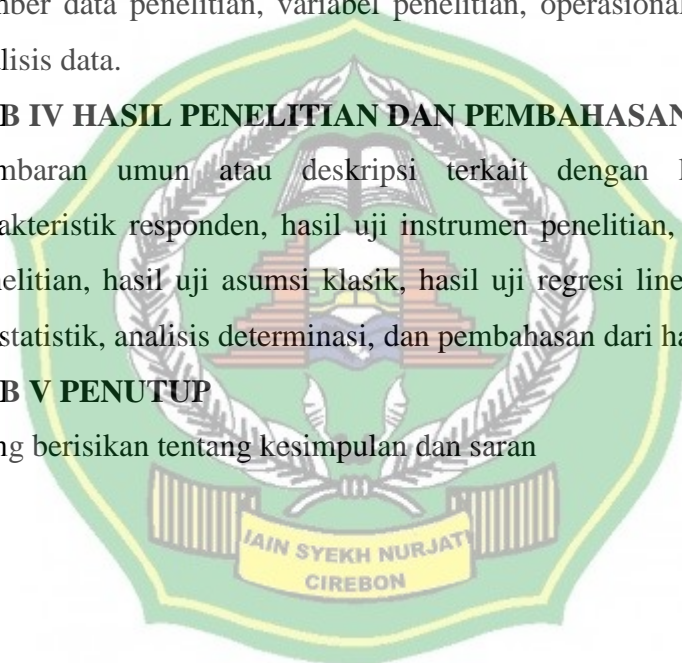 mber data penelitian, variabel penelitian, operasional
alisis data.
B IV HASIL PENELITIAN DAN PEMBAHASAN
mbaran umun atau deskripsi terkait dengan
akteristik responden, hasil uji instrumen penelitian,
nelitian, hasil uji asumsi klasik, hasil uji regresi line
statistik, analisis determinasi, dan pembahasan dari ha
B V PENUTUP
ng berisikan tentang kesimpulan dan saran
IAIN SYEKH NURJATI
CIREBON